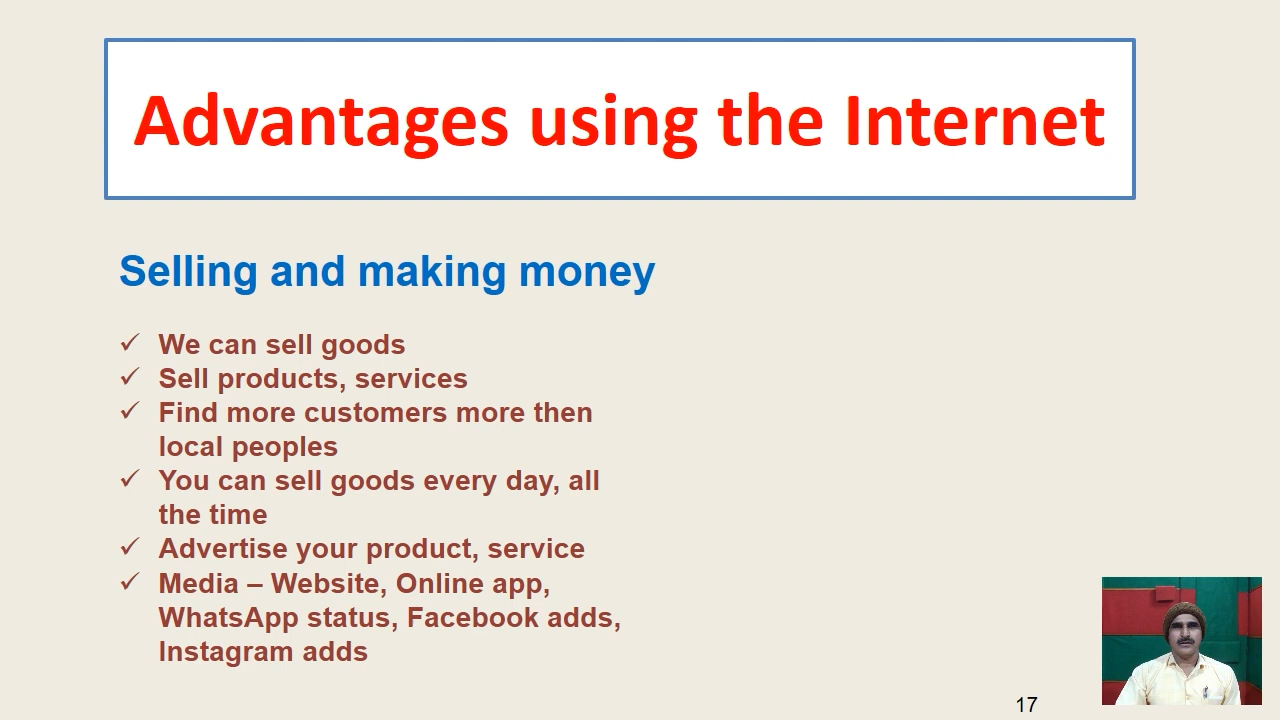 Advantages using the Internet
Selling and making money
✓ We can sell goods
✓ Sell products, services
✓ Find more customers more then
local peoples
✓ You can sell goods every day, all
the time
✓ Advertise your product, service
✓ Media – Website, Online app,
WhatsApp status, Facebook adds,
Instagram adds
17